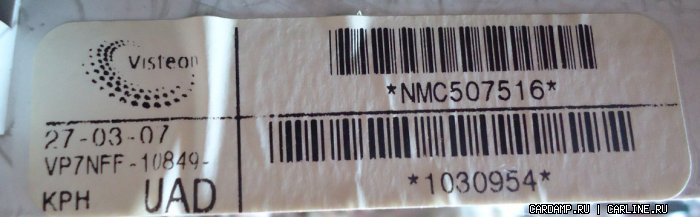 Visteon
27-03-07
VP7NFF-10849-
KPH UAD
*NMC507516*
*1030954*
CARDAMP.RU | CARLINE.RU